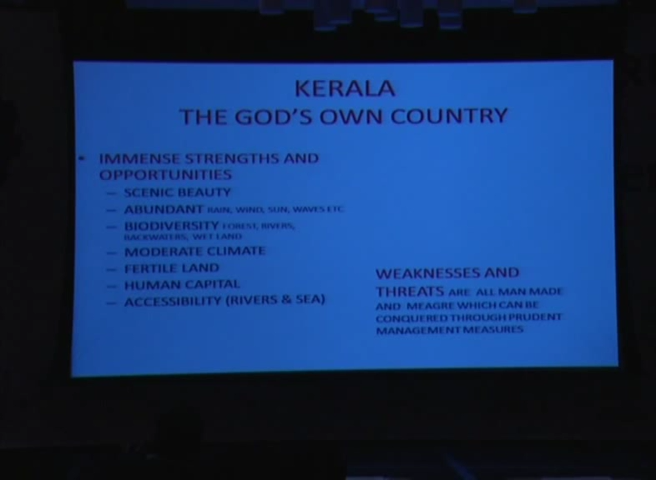 KERALA
THE GOD'S OWN COUNTRY
• IMMENSE STRENGTHS AND
OPPORTUNITIES
– SCENIC BEAUTY
– ABUNDANT RAIN, WIND, SUN, WAVES ETC
– BIODIVERSITY FOREST, RIVERS,
BACKWATERS, WET LAND
– MODERATE CLIMATE
– FERTILE LAND
– HUMAN CAPITAL
– ACCESSIBILITY (RIVERS & SEA)
WEAKNESSES AND
THREATS ARE ALL MAN MADE
AND MEAGRE WHICH CAN BE
CONQUERED THROUGH PRUDENT
MANAGEMENT MEASURES